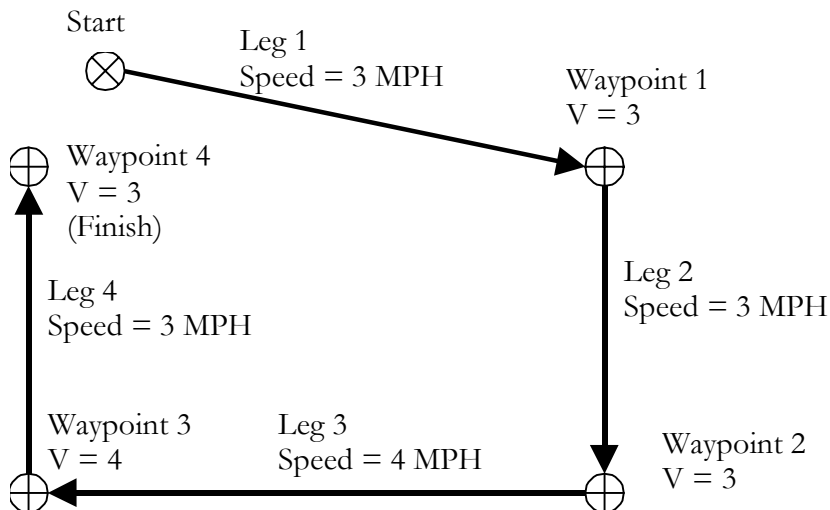 Start
Leg 1
Speed = 3 MPH
Waypoint 1
V = 3
Waypoint 4
V = 3
(Finish)
Leg 2
Speed = 3 MPH
Leg 4
Speed = 3 MPH
Waypoint 3
V = 4
Leg 3
Speed = 4 MPH
Waypoint 2
V = 3